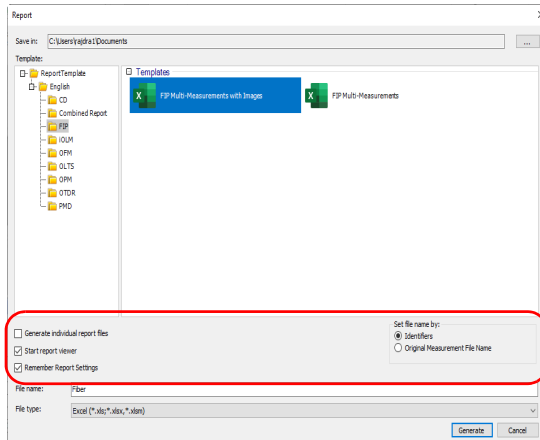 Report
Save in: C:\Users\rajdra1\Documents ...
Template:
ReportTemplate
English
CD
Combined Report
FIP
iOLM
OFM
OLTS
OPM
OTDR
PMD
Templates
FIP Multi-Measurements with Images FIP Multi-Measurements
Generate individual report files
Start report viewer
Remember Report Settings
Set file name by:
Identifiers
Original Measurement File Name
File name: Fiber
File type: Excel (*.xls;*.xlsx,*.xlsm)
Generate Cancel